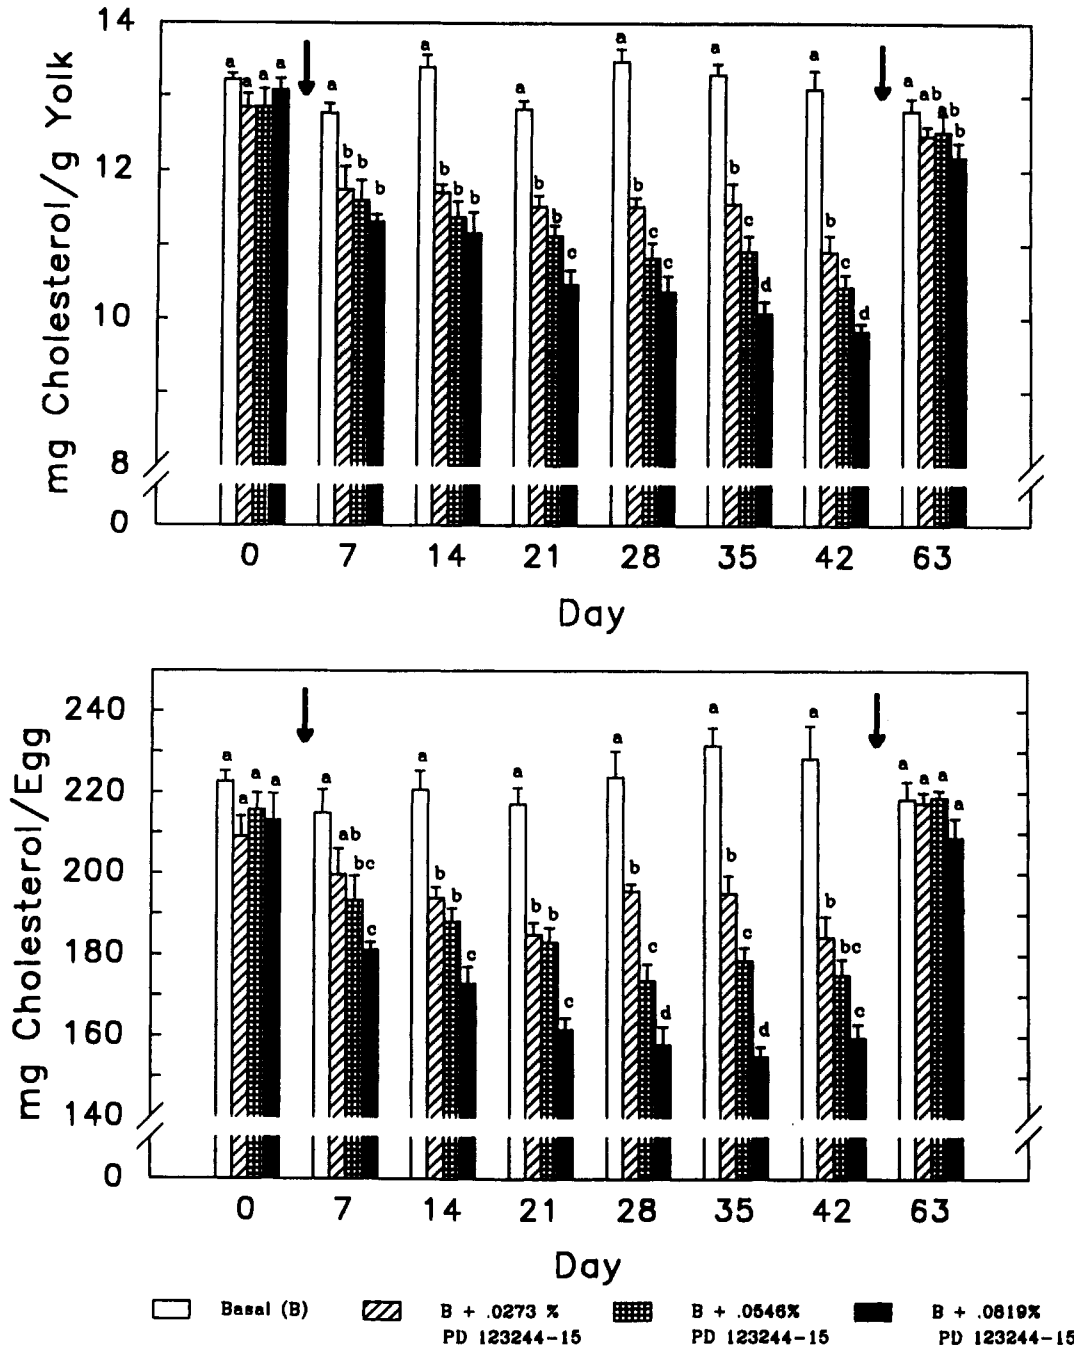 14
12
10
8
0
mg Cholesterol/g Yolk
a a a a
a b b b
a b b b
a b b c
a b c c
a b c d
a b c d
a ab ab b
0 7 14 21 28 35 42 63
Day
240
220
200
180
160
140
0
mg Cholesterol/Egg
a a a a
a ab bc c
a b b c
a b b c
a b c d
a b c d
a b bc c
a a a a
0 7 14 21 28 35 42 63
Day
Basal (B) B + .0273 % B + .0546% B + .0819%
PD 123244-15 PD 123244-15 PD 123244-15